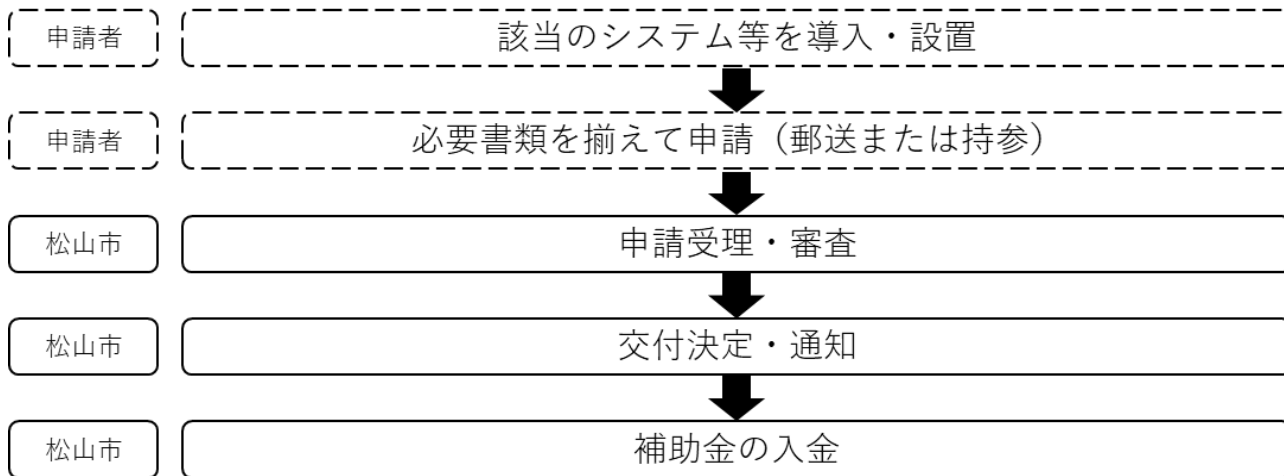 申請者 該当のシステム等を導入・設置
申請者 必要書類を揃えて申請（郵送または持参）
松山市 申請受理・審査
松山市 交付決定・通知
松山市 補助金の入金